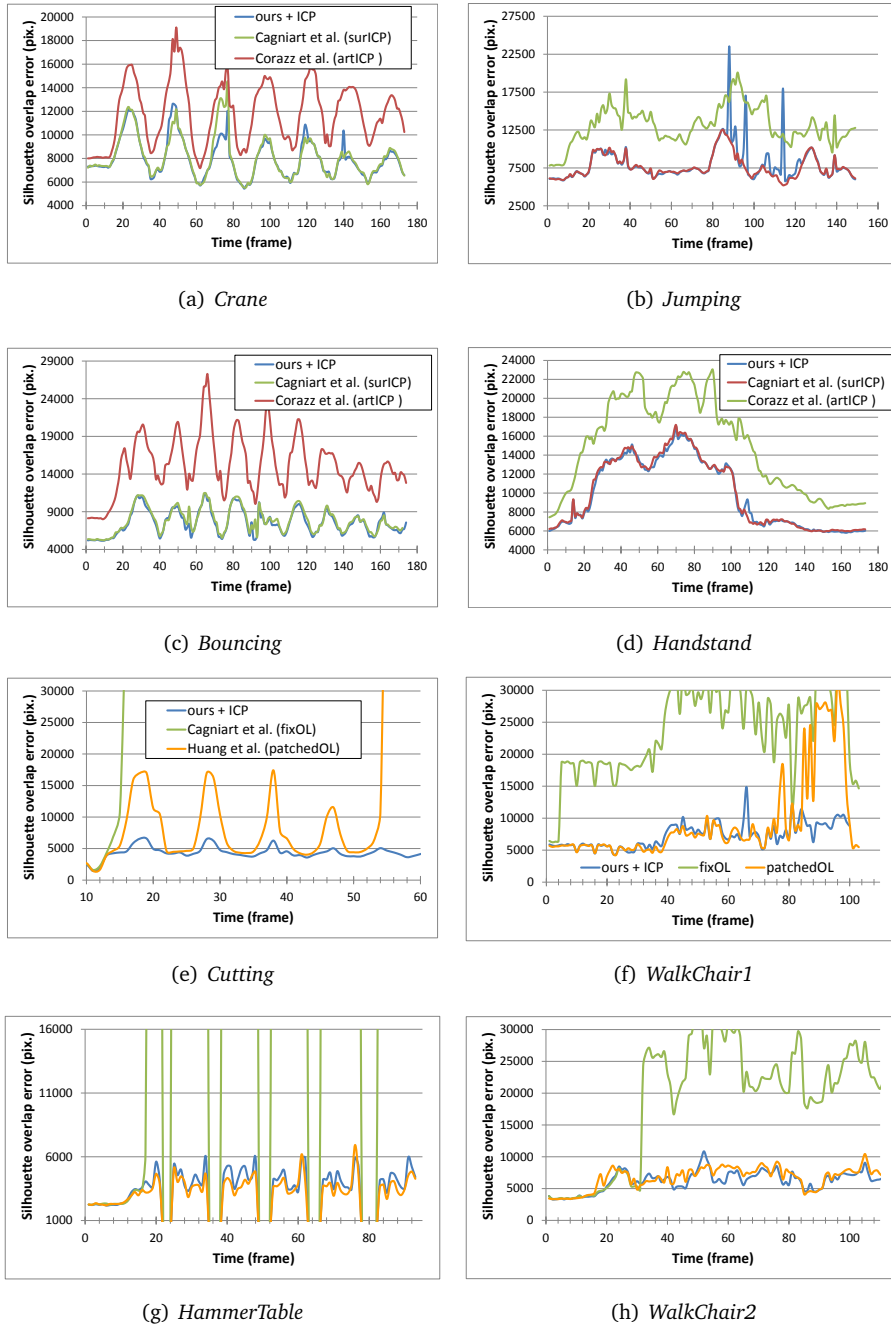 20000
18000
16000
14000
12000
10000
8000
6000
4000
Silhouette overlap error (pix.)
ours + ICP
Cagniart et al. (surICP)
Corazz et al. (artICP )
0 20 40 60 80 100 120 140 160 180
Time (frame)
(a) Crane
27500
22500
17500
12500
7500
2500
Silhouette overlap error (pix.)
0 20 40 60 80 100 120 140 160
Time (frame)
(b) Jumping
29000
24000
19000
14000
9000
4000
Silhouette overlap error (pix.)
ours + ICP
Cagniart et al. (surICP)
Corazz et al. (artICP )
0 20 40 60 80 100 120 140 160 180
Time (frame)
(c) Bouncing
24000
22000
20000
18000
16000
14000
12000
10000
8000
6000
4000
Silhouette overlap error (pix.)
ours + ICP
Cagniart et al. (surICP)
Corazz et al. (artICP )
0 20 40 60 80 100 120 140 160 180
Time (frame)
(d) Handstand
30000
25000
20000
15000
10000
5000
0
Silhouette overlap error (pix.)
ours + ICP
Cagniart et al. (fixOL)
Huang et al. (patchedOL)
10 20 30 40 50 60
Time (frame)
(e) Cutting
30000
25000
20000
15000
10000
5000
0
Silhouette overlap error (pix.)
ours + ICP fixOL patchedOL
0 20 40 60 80 100
Time (frame)
(f) WalkChair1
16000
11000
6000
1000
Silhouette overlap error (pix.)
0 20 40 60 80
Time (frame)
(g) HammerTable
30000
25000
20000
15000
10000
5000
0
Silhouette overlap error (pix.)
0 20 40 60 80 100
Time (frame)
(h) WalkChair2